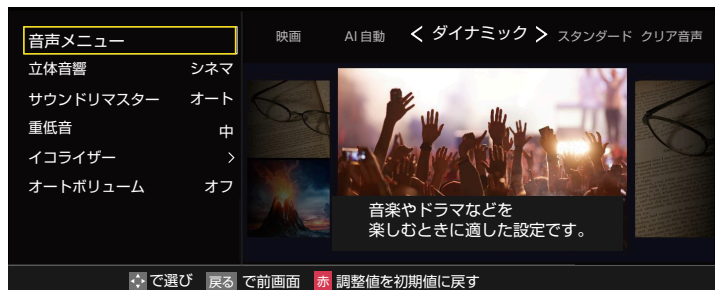 音声メニュー
映画 AI自動 < ダイナミック > スタンダード クリア音声
立体音響 シネマ
サウンドリマスター オート
重低音 中
イコライザー >
オートボリューム オフ
音楽やドラマなどを
楽しむときに適した設定です。
で選び 戻る で前画面 赤 調整値を初期値に戻す